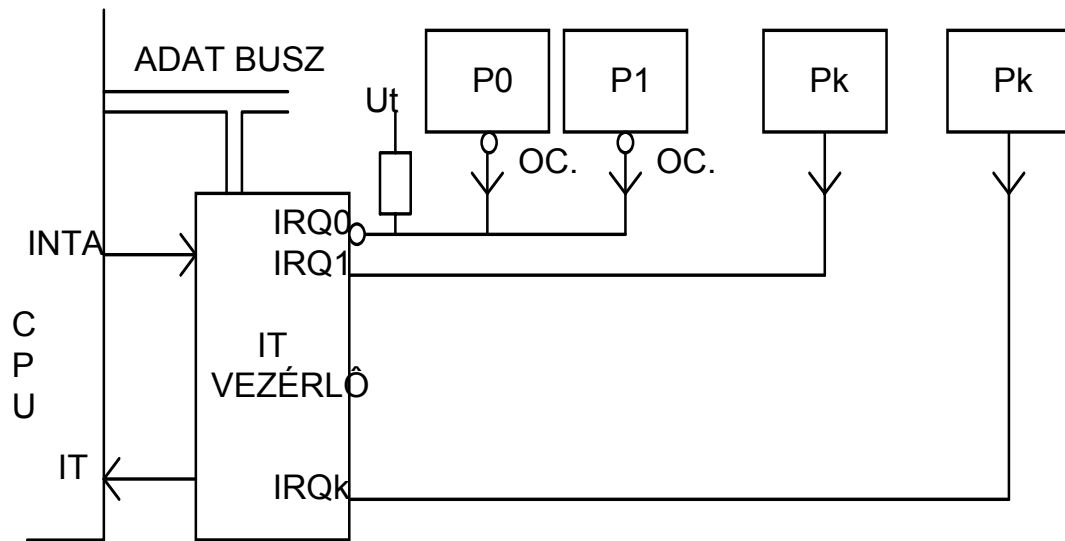 ADAT BUSZ
Ut
P0
P1
Pk
Pk
OC.
OC.
INTA
IRQ0
IRQ1
C
P
U
IT
VEZÉRLÔ
IT
IRQk